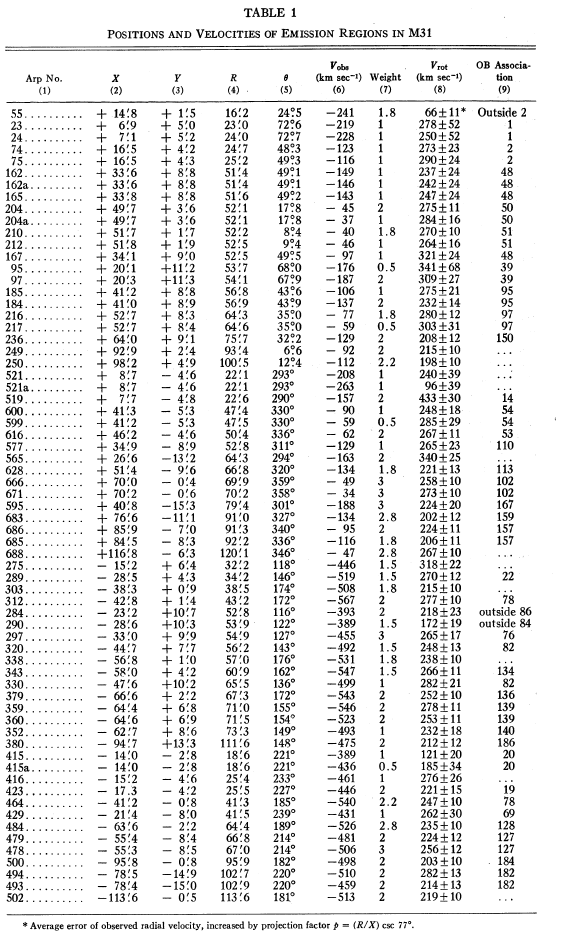 TABLE 1
POSITIONS AND VELOCITIES OF EMISSION REGIONS IN M31
Arp No. X Y R θ Vobs (km sec⁻¹) Weight Vrot (km sec⁻¹) OB Association
(1) (2) (3) (4) (5) (6) (7) (8) (9)
55.......... + 14′.8 + 1′.5 16′.2 24°.5 −241 1.8 66±11* Outside 2
23.......... + 6′.9 + 5′.0 23′.0 72°.6 −219 1 278±52 1
24.......... + 7′.1 + 5′.2 24′.0 72°.7 −228 1 250±52 1
74.......... + 16′.5 + 4′.2 24′.7 48°.3 −123 1 273±23 2
75.......... + 16′.5 + 4′.3 25′.2 49°.3 −116 1 290±24 2
162.......... + 33′.6 + 8′.8 51′.4 49°.1 −149 1 237±24 48
162a.......... + 33′.6 + 8′.8 51′.4 49°.1 −146 1 242±24 48
165.......... + 33′.8 + 8′.8 51′.6 49°.2 −143 1 247±24 48
204.......... + 49′.7 + 3′.6 52′.1 17°.8 − 45 2 275±11 50
204a.......... + 49′.7 + 3′.6 52′.1 17°.8 − 37 1 284±16 50
210.......... + 51′.7 + 1′.7 52′.2 8°.4 − 40 1.8 270±10 51
212.......... + 51′.8 + 1′.9 52′.5 9°.4 − 46 1 264±16 51
167.......... + 34′.1 + 9′.0 52′.5 49°.5 − 97 1 321±24 48
95.......... + 20′.1 +11′.2 53′.7 68°.0 −176 0.5 341±68 39
97.......... + 20′.3 +11′.3 54′.1 67°.9 −187 2 309±27 39
185.......... + 41′.2 + 8′.8 56′.8 43°.6 −106 1 275±21 95
184.......... + 41′.0 + 8′.9 56′.9 43°.9 −137 2 232±14 95
216.......... + 52′.7 + 8′.3 64′.3 35°.0 − 77 1.8 280±12 97
217.......... + 52′.7 + 8′.4 64′.6 35°.0 − 59 0.5 303±31 97
236.......... + 64′.0 + 9′.1 75′.7 32°.2 −129 2 208±12 150
249.......... + 92′.9 + 2′.4 93′.4 6°.6 − 92 2 215±10 ...
250.......... + 98′.2 + 4′.9 100′.5 12°.4 −112 2.2 198±10 ...
521.......... + 8′.7 − 4′.6 22′.1 293° −208 1 240±39 ...
521a.......... + 8′.7 − 4′.6 22′.1 293° −263 1 96±39 ...
519.......... + 7′.7 − 4′.8 22′.6 290° −157 2 433±30 14
600.......... + 41′.3 − 5′.3 47′.4 330° − 90 1 248±18 54
599.......... + 41′.2 − 5′.3 47′.5 330° − 59 0.5 285±29 54
616.......... + 46′.2 − 4′.6 50′.4 336° − 62 2 267±11 53
577.......... + 34′.9 − 8′.9 52′.8 311° −129 1 265±23 110
565.......... + 26′.6 −13′.2 64′.3 294° −163 2 340±25 ...
628.......... + 51′.4 − 9′.6 66′.8 320° −134 1.8 221±13 113
666.......... + 70′.0 − 0′.4 69′.9 359° − 49 3 258±10 102
671.......... + 70′.2 − 0′.6 70′.2 358° − 34 3 273±10 102
595.......... + 40′.8 −15′.3 79′.4 301° −188 3 224±20 167
683.......... + 76′.6 −11′.1 91′.0 327° −134 2.8 202±12 159
686.......... + 85′.9 − 7′.0 91′.3 340° − 95 2 224±11 157
685.......... + 84′.5 − 8′.3 92′.2 336° −116 1.8 206±11 157
688.......... +116′.8 − 6′.3 120′.1 346° − 47 2.8 267±10 ...
275.......... − 15′.2 + 6′.4 32′.2 118° −446 1.5 318±22 ...
289.......... − 28′.5 + 4′.3 34′.2 146° −519 1.5 270±12 22
303.......... − 38′.3 + 0′.9 38′.5 174° −508 1.8 215±10 ...
312.......... − 42′.8 + 1′.4 43′.2 172° −567 2 277±10 78
284.......... − 23′.2 +10′.7 52′.8 116° −393 2 218±23 outside 86
290.......... − 28′.6 +10′.3 53′.9 122° −389 1.5 172±19 outside 84
297.......... − 33′.0 + 9′.9 54′.9 127° −455 3 265±17 76
320.......... − 44′.7 + 7′.7 56′.2 143° −492 1.5 248±13 82
338.......... − 56′.8 + 1′.0 57′.0 176° −531 1.8 238±10 ...
343.......... − 58′.0 + 4′.2 60′.9 162° −547 1.5 266±11 134
330.......... − 47′.6 +10′.2 65′.5 136° −499 1 282±21 82
379.......... − 66′.6 + 2′.2 67′.3 172° −543 2 252±10 136
359.......... − 64′.4 + 6′.8 71′.0 155° −546 2 278±11 139
360.......... − 64′.6 + 6′.9 71′.5 154° −523 2 253±11 139
352.......... − 62′.7 + 8′.6 73′.3 149° −493 1 232±18 140
380.......... − 94′.7 +13′.3 111′.6 148° −475 2 212±12 186
415.......... − 14′.0 − 2′.8 18′.6 221° −389 1 121±20 20
415a.......... − 14′.0 − 2′.8 18′.6 221° −436 0.5 185±34 20
416.......... − 15′.2 − 4′.6 25′.4 233° −461 1 276±26 ...
423.......... − 17.3 − 4′.2 25′.5 227° −446 2 221±15 19
464.......... − 41′.2 − 0′.8 41′.3 185° −540 2.2 247±10 78
429.......... − 21′.4 − 8′.0 41′.5 239° −431 1 262±30 69
484.......... − 63′.6 − 2′.2 64′.4 189° −526 2.8 235±10 128
479.......... − 55′.4 − 8′.4 66′.8 214° −481 2 224±12 127
478.......... − 55′.3 − 8′.5 67′.0 214° −506 3 256±12 127
500.......... − 95′.8 − 0′.8 95′.9 182° −498 2 203±10 184
494.......... − 78′.5 −14′.9 102′.7 220° −510 2 282±13 182
493.......... − 78′.4 −15′.0 102′.9 220° −459 2 214±13 182
502.......... −113′.6 − 0′.5 113′.6 181° −513 2 219±10 ...
* Average error of observed radial velocity, increased by projection factor p = (R/X) csc 77°.